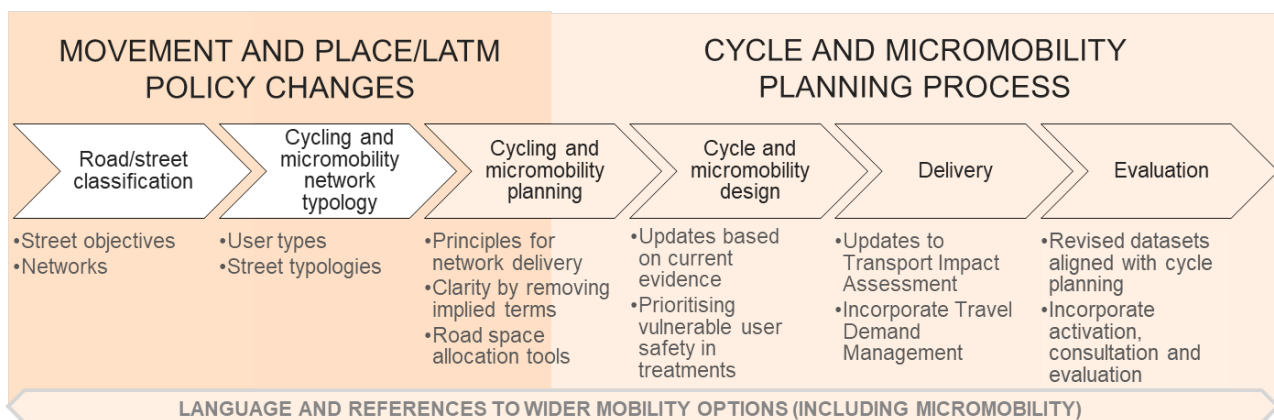 MOVEMENT AND PLACE/LATM
POLICY CHANGES
CYCLE AND MICROMOBILITY
PLANNING PROCESS
Road/street
classification
Cycling and
micromobility
network
typology
Cycling and
micromobility
planning
Cycle and
micromobility
design
Delivery
Evaluation
•Street objectives
•Networks
•User types
•Street typologies
•Principles for
network delivery
•Clarity by removing
implied terms
•Road space
allocation tools
•Updates based
on current
evidence
•Prioritising
vulnerable user
safety in
treatments
•Updates to
Transport Impact
Assessment
•Incorporate Travel
Demand
Management
•Revised datasets
aligned with cycle
planning
•Incorporate
activation,
consultation and
evaluation
LANGUAGE AND REFERENCES TO WIDER MOBILITY OPTIONS (INCLUDING MICROMOBILITY)